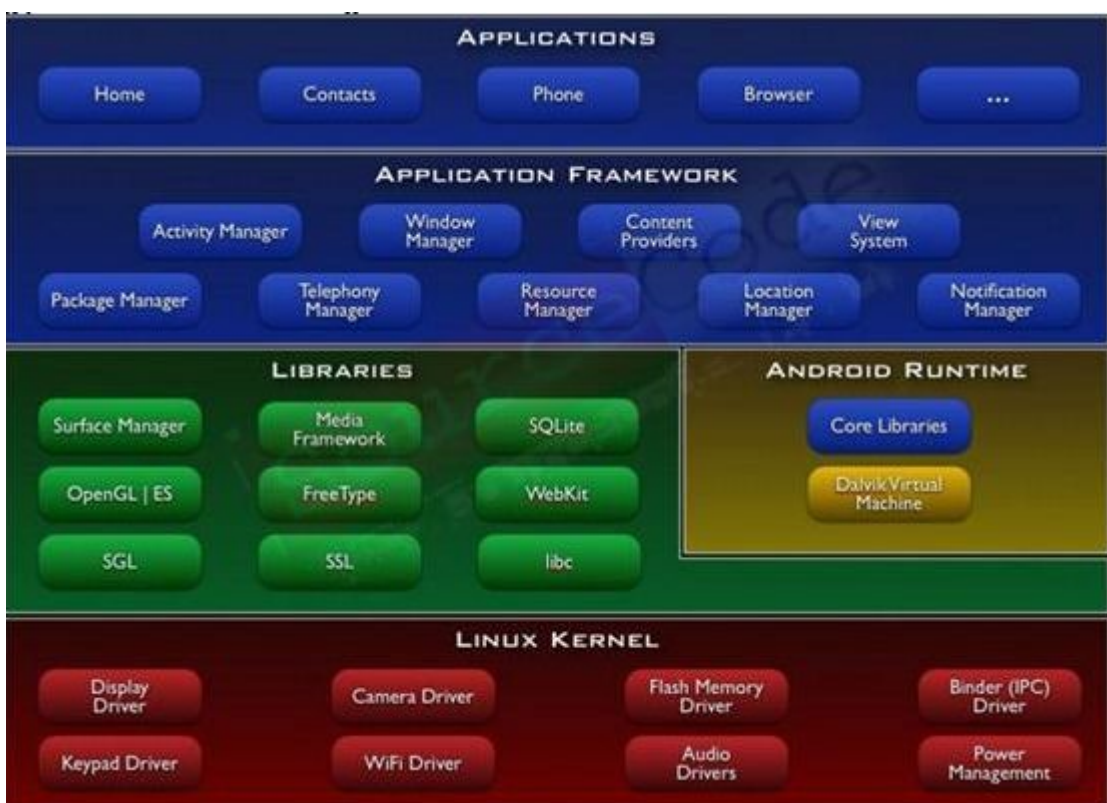 APPLICATIONS
Home
Contacts
Phone
Browser
...
APPLICATION FRAMEWORK
Activity Manager
Window
Manager
Content
Providers
View
System
Package Manager
Telephony
Manager
Resource
Manager
Location
Manager
Notification
Manager
LIBRARIES
Surface Manager
Media
Framework
SQLite
OpenGL | ES
FreeType
WebKit
SGL
SSL
libc
ANDROID RUNTIME
Core Libraries
Dalvik Virtual
Machine
LINUX KERNEL
Display
Driver
Camera Driver
Flash Memory
Driver
Binder (IPC)
Driver
Keypad Driver
WiFi Driver
Audio
Drivers
Power
Management